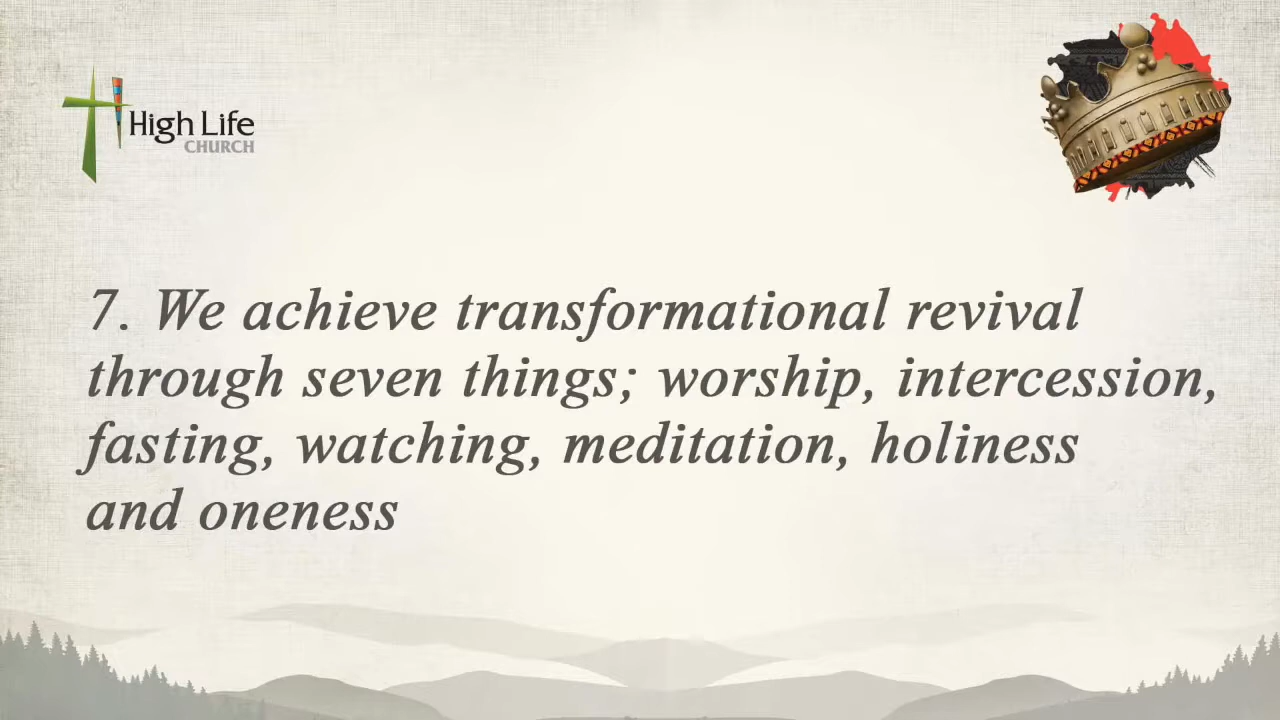 High Life
CHURCH
7. We achieve transformational revival
through seven things; worship, intercession,
fasting, watching, meditation, holiness
and oneness